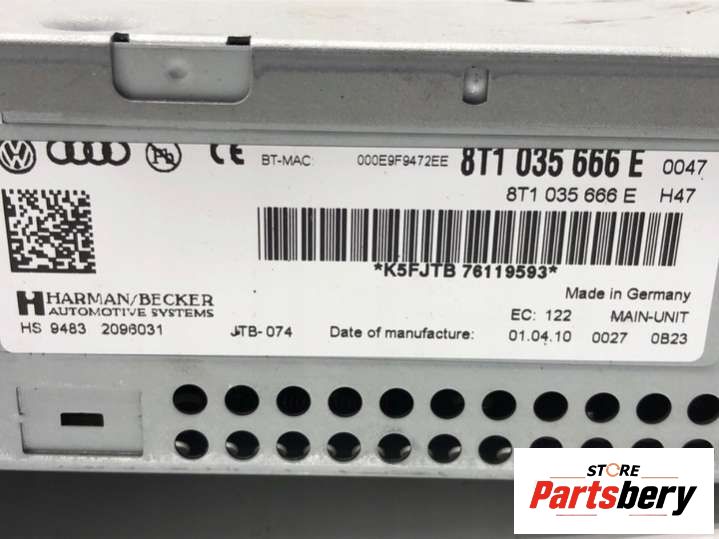 BT-MAC: 000E9F9472EE 8T1 035 666 E 0047
8T1 035 666 E H47
*K5FJTB 76119593*
HARMAN/BECKER
AUTOMOTIVE SYSTEMS
Made in Germany
EC: 122 MAIN-UNIT
HS 9483 2096031 JTB-074 Date of manufacture: 01.04.10 0027 0B23
STORE
Partsbery